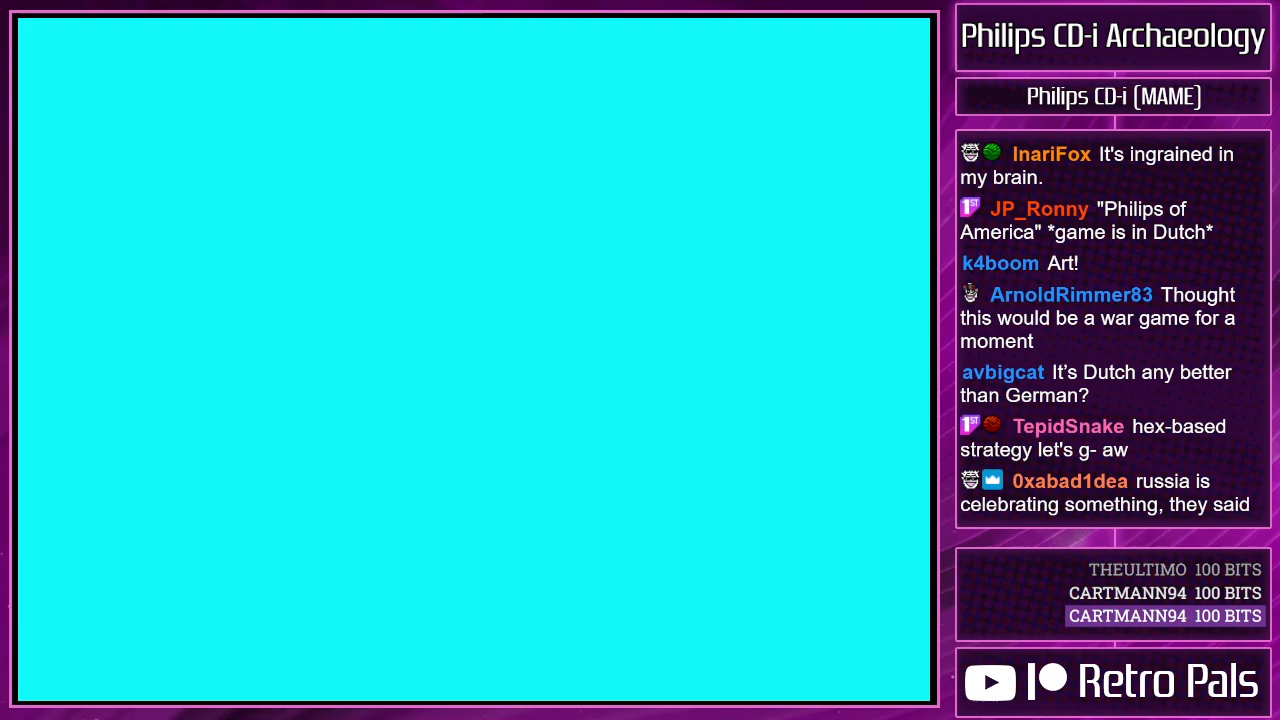 Philips CD-i Archaeology
Philips CD-i [MAME]
InariFox It's ingrained in
my brain.
1ST JP_Ronny "Philips of
America" *game is in Dutch*
k4boom Art!
ArnoldRimmer83 Thought
this would be a war game for a
moment
avbigcat It’s Dutch any better
than German?
1ST TepidSnake hex-based
strategy let's g- aw
0xabad1dea russia is
celebrating something, they said
THEULTIMO 100 BITS
CARTMANN94 100 BITS
CARTMANN94 100 BITS
Retro Pals